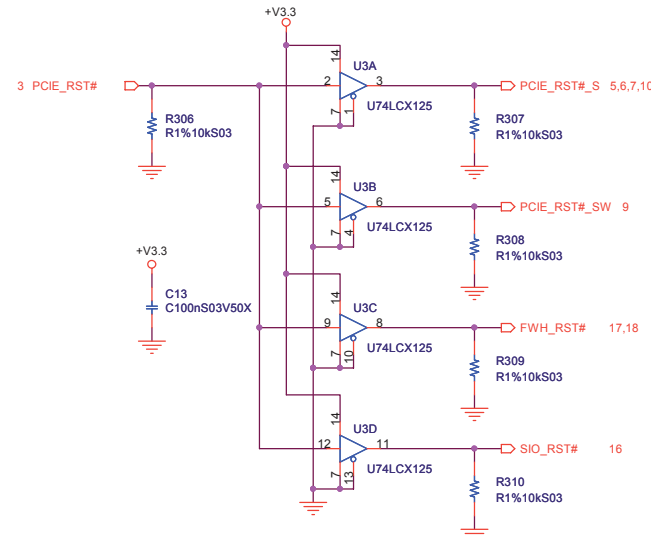 +V3.3
14
U3A
3 PCIE_RST#
2
3
PCIE_RST#_S 5,6,7,10
U74LCX125
7
1
R306
R1%10kS03
R307
R1%10kS03
14
U3B
5
6
PCIE_RST#_SW 9
U74LCX125
7
4
R308
R1%10kS03
+V3.3
C13
C100nS03V50X
14
U3C
9
8
FWH_RST# 17,18
U74LCX125
7
10
R309
R1%10kS03
14
U3D
12
11
SIO_RST# 16
U74LCX125
7
13
R310
R1%10kS03